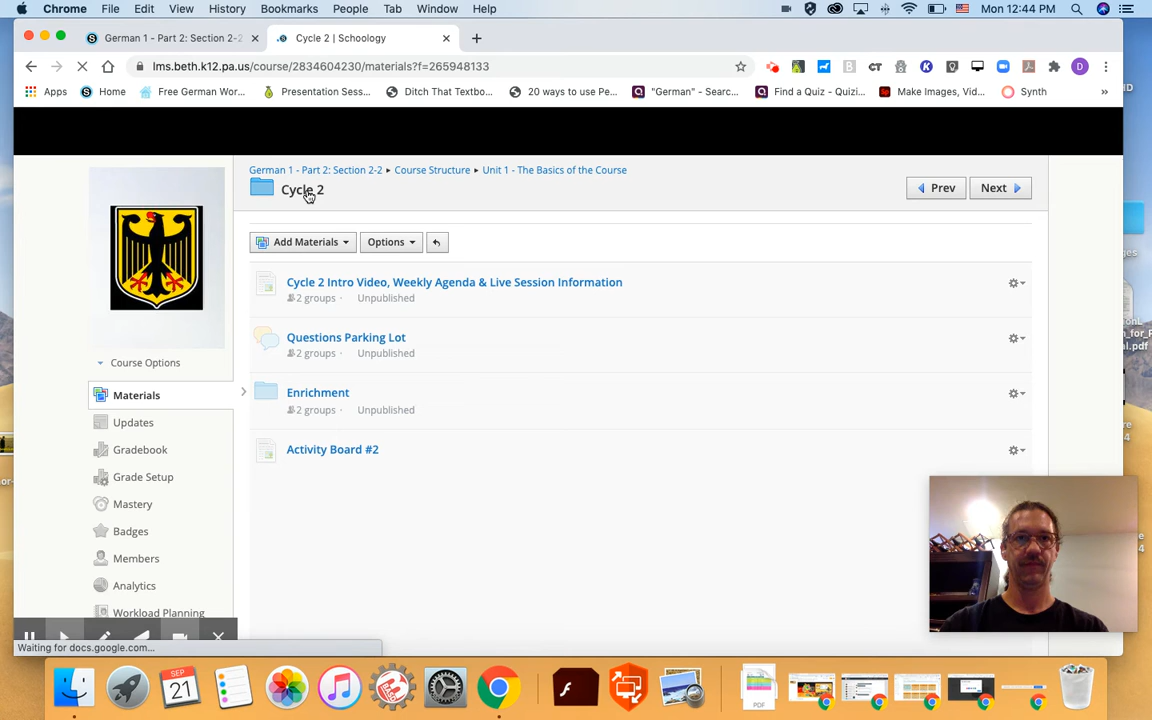 Chrome File Edit View History Bookmarks People Tab Window Help Mon 12:44 PM
German 1 - Part 2: Section 2-2 Cycle 2 | Schoology
lms.beth.k12.pa.us/course/2834604230/materials?f=265948133
Apps Home Free German Wor... Presentation Sess... Ditch That Textbo... 20 ways to use Pe... "German" - Searc... Find a Quiz - Quizi... Make Images, Vid... Synth »
German 1 - Part 2: Section 2-2 ▸ Course Structure ▸ Unit 1 - The Basics of the Course
Cycle 2
Prev Next
Add Materials Options
Cycle 2 Intro Video, Weekly Agenda & Live Session Information
2 groups · Unpublished
Questions Parking Lot
2 groups · Unpublished
Enrichment
2 groups · Unpublished
Activity Board #2
Course Options
Materials
Updates
Gradebook
Grade Setup
Mastery
Badges
Members
Analytics
Workload Planning
Waiting for docs.google.com...
SEP
21
PDF